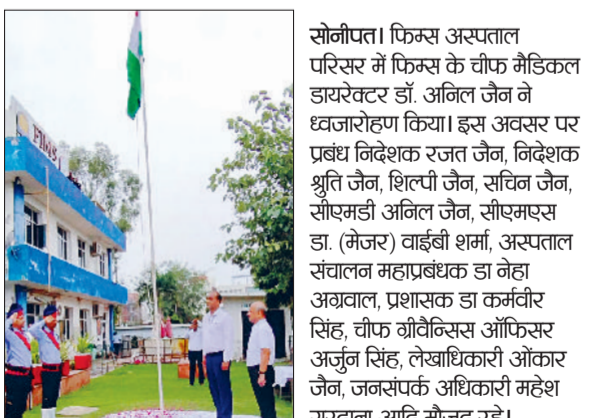 FIMS
सोनीपत। फिम्स अस्पताल
परिसर में फिम्स के चीफ मैडिकल
डायरेक्टर डॉ. अनिल जैन ने
ध्वजारोहण किया। इस अवसर पर
प्रबंध निदेशक रजत जैन, निदेशक
श्रुति जैन, शिल्पी जैन, सचिन जैन,
सीएमडी अनिल जैन, सीएमएस
डा. (मेजर) वाईबी शर्मा, अस्पताल
संचालन महाप्रबंधक डा नेहा
अग्रवाल, प्रशासक डा कर्मवीर
सिंह, चीफ ग्रीवैन्सिस ऑफिसर
अर्जुन सिंह, लेखाधिकारी ओंकार
जैन, जनसंपर्क अधिकारी महेश
आदि मौजूद रहे।